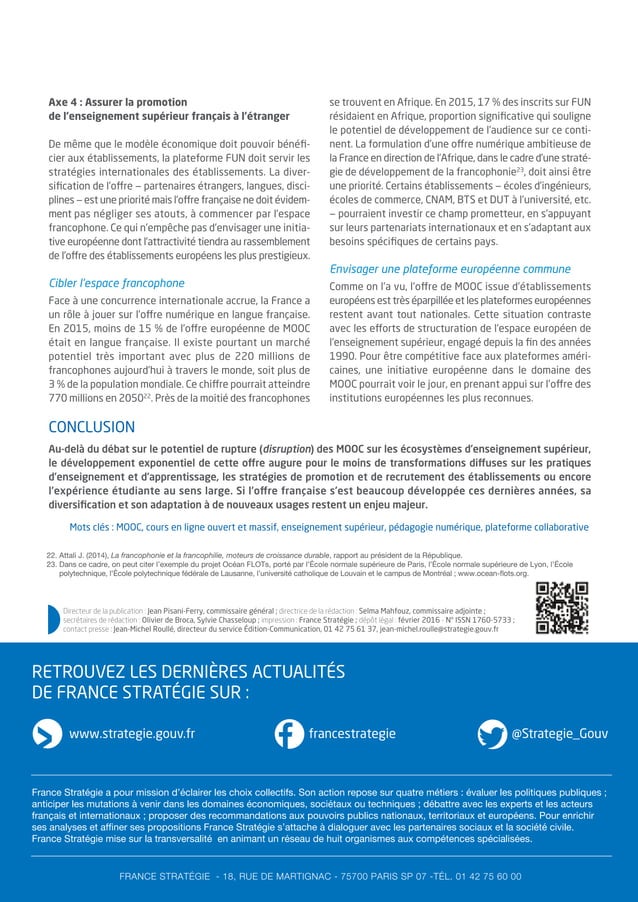 Axe 4 : Assurer la promotion
de l'enseignement supérieur français à l'étranger
De même que le modèle économique doit pouvoir bénéfi-
cier aux établissements, la plateforme FUN doit servir les
stratégies internationales des établissements. La diver-
sification de l'offre – partenaires étrangers, langues, disci-
plines – est une priorité mais l'offre française ne doit évidem-
ment pas négliger ses atouts, à commencer par l'espace
francophone. Ce qui n'empêche pas d'envisager une initia-
tive européenne dont l'attractivité tiendra au rassemblement
de l'offre des établissements européens les plus prestigieux.
Cibler l'espace francophone
Face à une concurrence internationale accrue, la France a
un rôle à jouer sur l'offre numérique en langue française.
En 2015, moins de 15 % de l'offre européenne de MOOC
était en langue française. Il existe pourtant un marché
potentiel très important avec plus de 220 millions de
francophones aujourd'hui à travers le monde, soit plus de
3 % de la population mondiale. Ce chiffre pourrait atteindre
770 millions en 2050²². Près de la moitié des francophones
se trouvent en Afrique. En 2015, 17 % des inscrits sur FUN
résidaient en Afrique, proportion significative qui souligne
le potentiel de développement de l'audience sur ce conti-
nent. La formulation d'une offre numérique ambitieuse de
la France en direction de l'Afrique, dans le cadre d'une straté-
gie de développement de la francophonie²³, doit ainsi être
une priorité. Certains établissements – écoles d'ingénieurs,
écoles de commerce, CNAM, BTS et DUT à l'université, etc.
– pourraient investir ce champ prometteur, en s'appuyant
sur leurs partenariats internationaux et en s'adaptant aux
besoins spécifiques de certains pays.
Envisager une plateforme européenne commune
Comme on l'a vu, l'offre de MOOC issue d'établissements
européens est très éparpillée et les plateformes européennes
restent avant tout nationales. Cette situation contraste
avec les efforts de structuration de l'espace européen de
l'enseignement supérieur, engagé depuis la fin des années
1990. Pour être compétitive face aux plateformes améri-
caines, une initiative européenne dans le domaine des
MOOC pourrait voir le jour, en prenant appui sur l'offre des
institutions européennes les plus reconnues.
CONCLUSION
Au-delà du débat sur le potentiel de rupture (disruption) des MOOC sur les écosystèmes d'enseignement supérieur,
le développement exponentiel de cette offre augure pour le moins de transformations diffuses sur les pratiques
d'enseignement et d'apprentissage, les stratégies de promotion et de recrutement des établissements ou encore
l'expérience étudiante au sens large. Si l'offre française s'est beaucoup développée ces dernières années, sa
diversification et son adaptation à de nouveaux usages restent un enjeu majeur.
Mots clés : MOOC, cours en ligne ouvert et massif, enseignement supérieur, pédagogie numérique, plateforme collaborative
22. Attali J. (2014), La francophonie et la francophilie, moteurs de croissance durable, rapport au président de la République.
23. Dans ce cadre, on peut citer l'exemple du projet Océan FLOTs, porté par l'École normale supérieure de Paris, l'École normale supérieure de Lyon, l'École
polytechnique, l'École polytechnique fédérale de Lausanne, l'université catholique de Louvain et le campus de Montréal ; www.ocean-flots.org.
Directeur de la publication : Jean Pisani-Ferry, commissaire général ; directrice de la rédaction : Selma Mahfouz, commissaire adjointe ;
secrétaires de rédaction : Olivier de Broca, Sylvie Chasseloup ; impression : France Stratégie ; dépôt légal : février 2016 - N° ISSN 1760-5733 ;
contact presse : Jean-Michel Roullé, directeur du service Édition-Communication, 01 42 75 61 37, jean-michel.roulle@strategie.gouv.fr
RETROUVEZ LES DERNIÈRES ACTUALITÉS
DE FRANCE STRATÉGIE SUR :
www.strategie.gouv.fr
francestrategie
@Strategie_Gouv
France Stratégie a pour mission d'éclairer les choix collectifs. Son action repose sur quatre métiers : évaluer les politiques publiques ;
anticiper les mutations à venir dans les domaines économiques, sociétaux ou techniques ; débattre avec les experts et les acteurs
français et internationaux ; proposer des recommandations aux pouvoirs publics nationaux, territoriaux et européens. Pour enrichir
ses analyses et affiner ses propositions France Stratégie s'attache à dialoguer avec les partenaires sociaux et la société civile.
France Stratégie mise sur la transversalité en animant un réseau de huit organismes aux compétences spécialisées.
FRANCE STRATÉGIE - 18, RUE DE MARTIGNAC - 75700 PARIS SP 07 -TÉL. 01 42 75 60 00